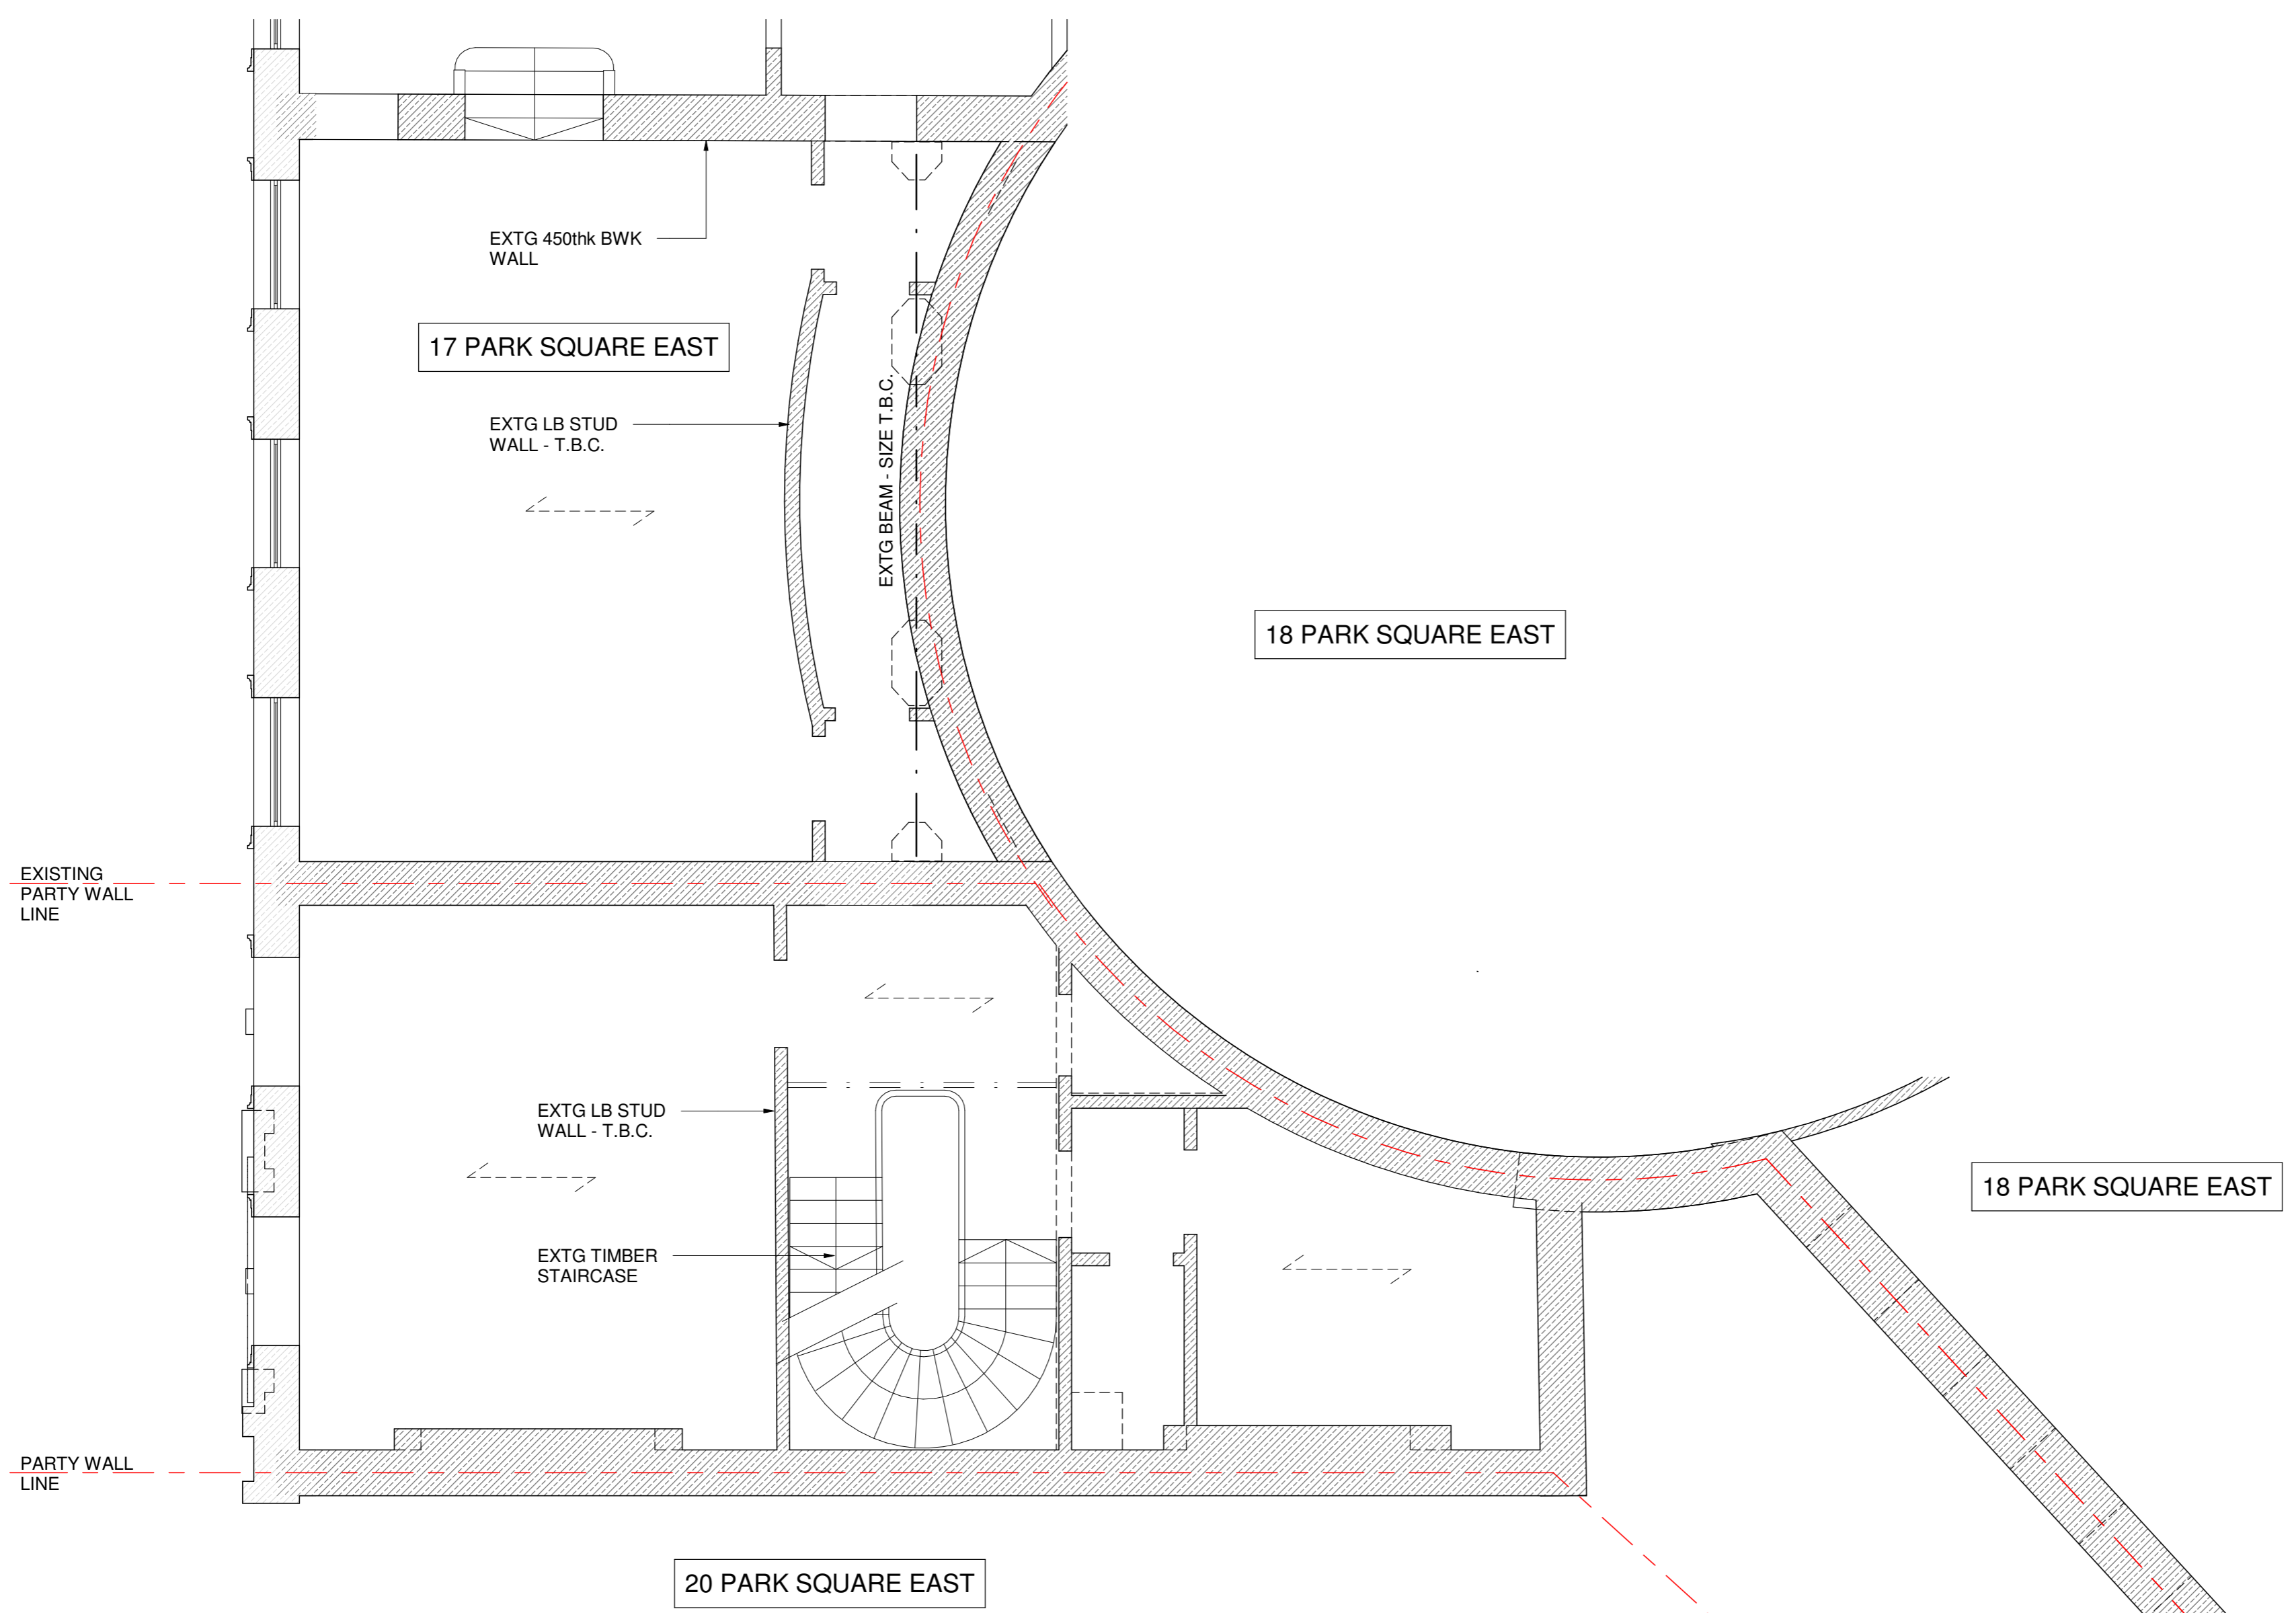 EXTG 450thk BWK
WALL
17 PARK SQUARE EAST
EXTG LB STUD
WALL - T.B.C.
EXTG BEAM - SIZE T.B.C.
18 PARK SQUARE EAST
EXISTING
PARTY WALL
LINE
EXTG LB STUD
WALL - T.B.C.
18 PARK SQUARE EAST
EXTG TIMBER
STAIRCASE
PARTY WALL
LINE
20 PARK SQUARE EAST